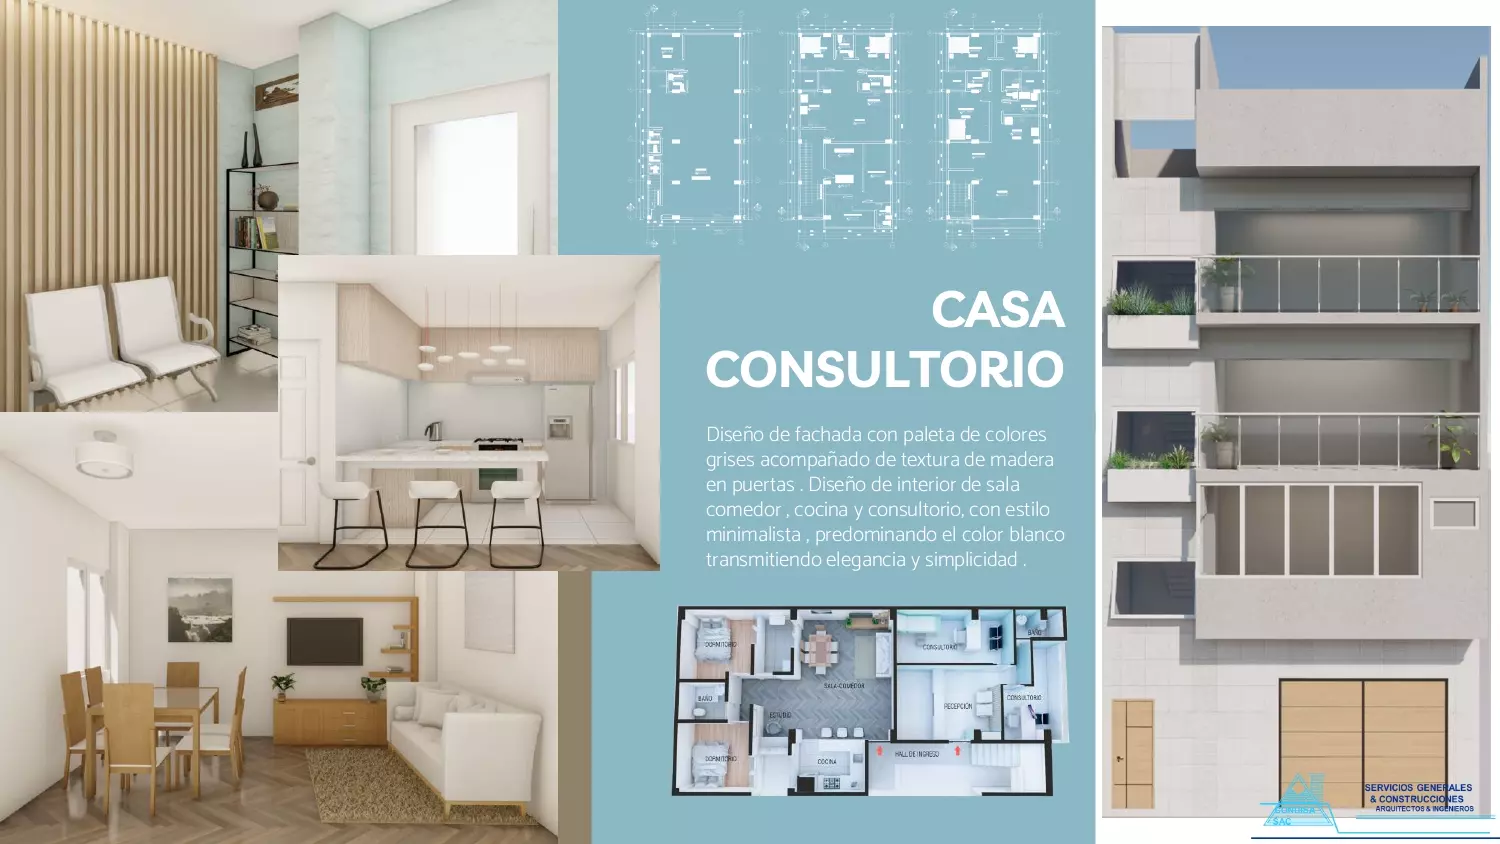 CASA
CONSULTORIO
Diseño de fachada con paleta de colores
grises acompañado de textura de madera
en puertas . Diseño de interior de sala
comedor , cocina y consultorio, con estilo
minimalista , predominando el color blanco
transmitiendo elegancia y simplicidad .
DORMITORIO
CONSULTORIO
BAÑO
SALA-COMEDOR
BAÑO
RECEPCIÓN
CONSULTORIO
ESTUDIO
DORMITORIO
COCINA
HALL DE INGRESO
SAC
SERVICIOS GENERALES
& CONSTRUCCIONES
ARQUITECTOS & INGENIEROS